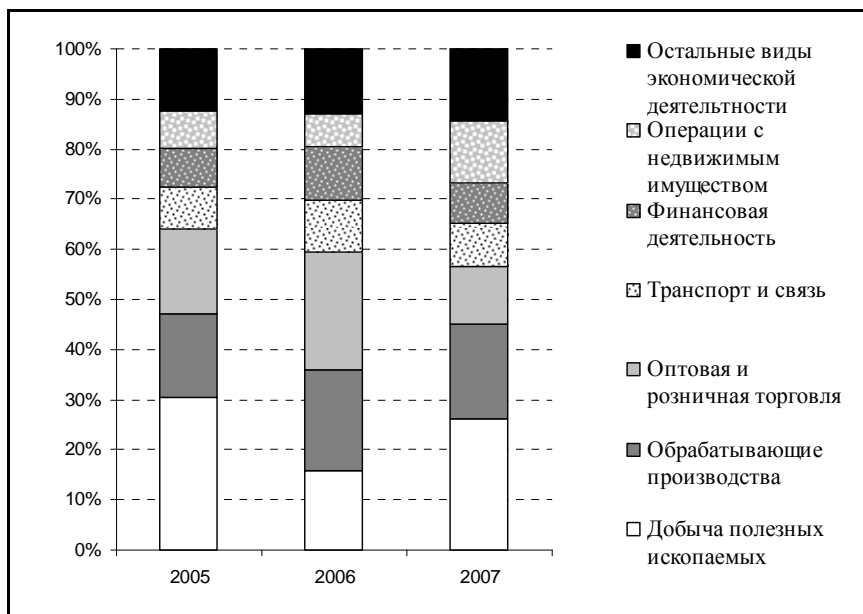 100%
90%
80%
70%
60%
50%
40%
30%
20%
10%
0%
2005
2006
2007
Остальные виды
экономической
деятельтности
Операции с
недвижимым
имуществом
Финансовая
деятельность
Транспорт и связь
Оптовая и
розничная торговля
Обрабатывающие
производства
Добыча полезных
ископаемых